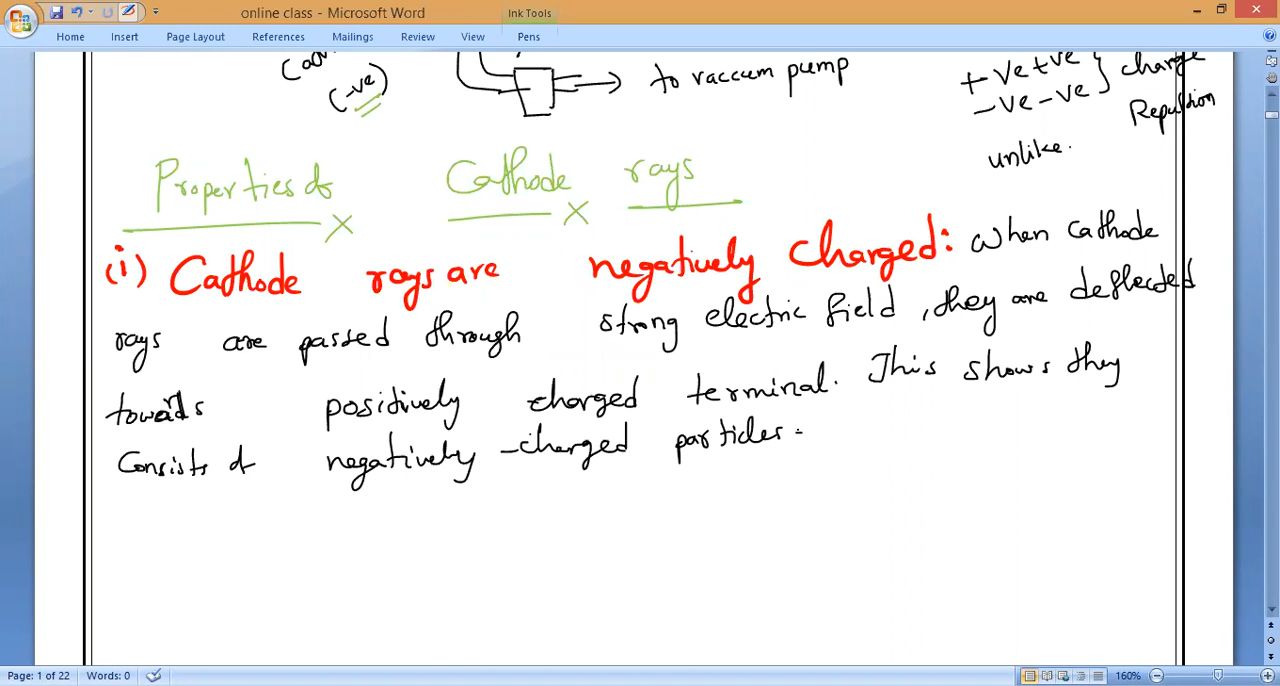 online class - Microsoft Word
Ink Tools
Home Insert Page Layout References Mailings Review View Pens
(-ve)
to vaccum pump
+ve +ve
-ve -ve
charge
Repulsion
unlike.
Properties of Cathode rays
(i) Cathode rays are negatively charged: When cathode
rays are passed through strong electric field, they are deflected
towards positively charged terminal. This shows they
Consists of negatively-charged particles.
Page: 1 of 22 Words: 0 160%